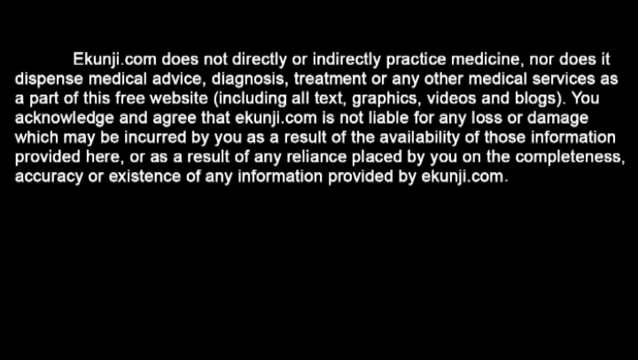 Ekunji.com does not directly or indirectly practice medicine, nor does it
dispense medical advice, diagnosis, treatment or any other medical services as
a part of this free website (including all text, graphics, videos and blogs). You
acknowledge and agree that ekunji.com is not liable for any loss or damage
which may be incurred by you as a result of the availability of those information
provided here, or as a result of any reliance placed by you on the completeness,
accuracy or existence of any information provided by ekunji.com.